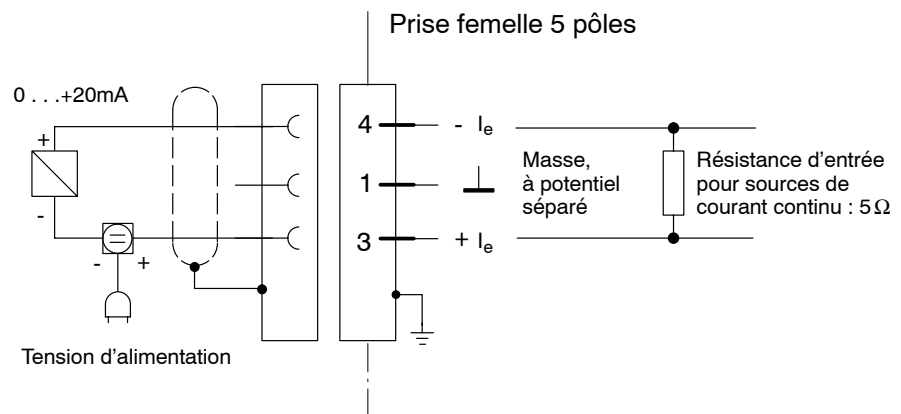 Prise femelle 5 pôles
0 . . .+20mA
+
-
- +
Tension d'alimentation
4 - Ie
1
3 + Ie
Masse,
à potentiel
séparé
Résistance d'entrée
pour sources de
courant continu : 5Ω